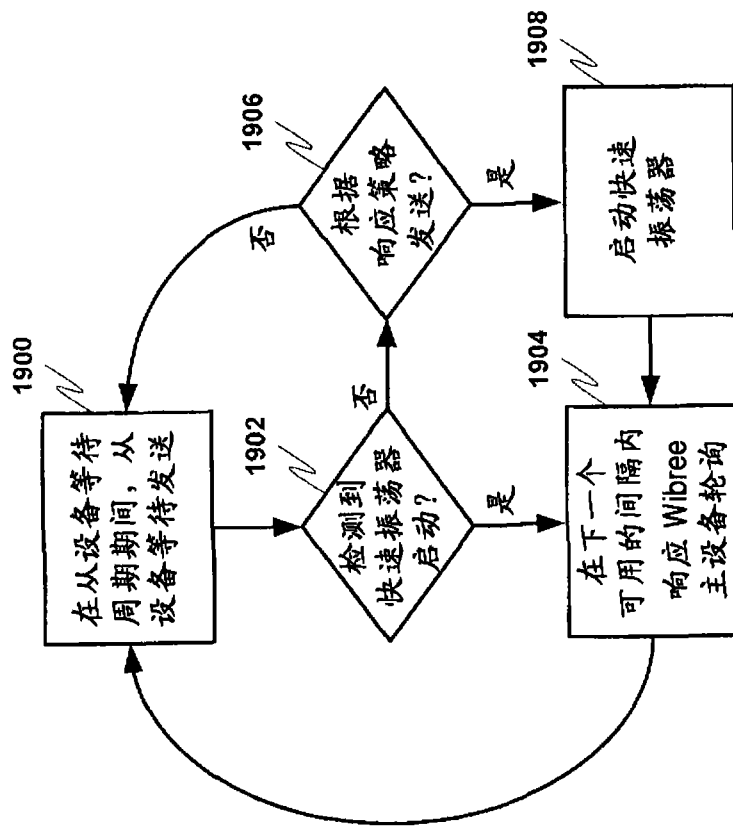 1900
在从设备等待
周期期间，从
设备等待发送
1902
检测到
快速振荡器
启动？
否
是
1906
根据
响应策略
发送？
否
是
1904
在下一个
可用的间隔内
响应 Wibree
主设备轮询
1908
启动快速
振荡器